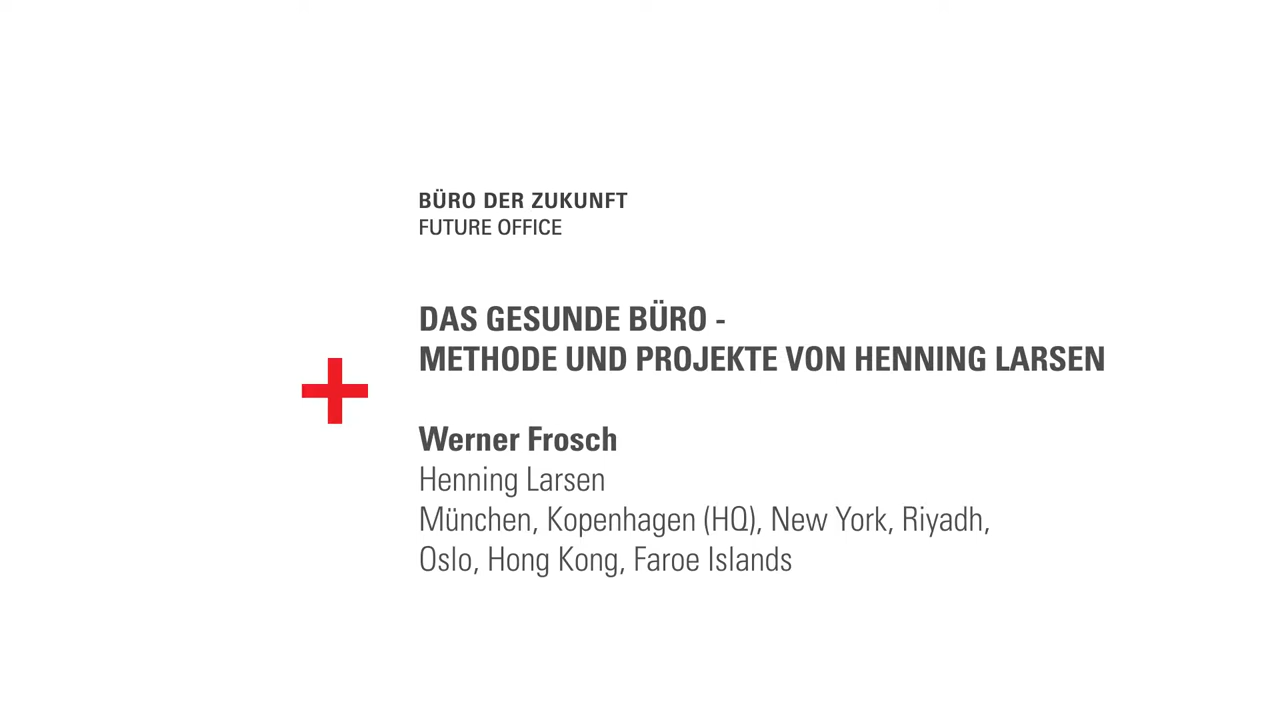 BÜRO DER ZUKUNFT
FUTURE OFFICE
DAS GESUNDE BÜRO -
METHODE UND PROJEKTE VON HENNING LARSEN
Werner Frosch
Henning Larsen
München, Kopenhagen (HQ), New York, Riyadh,
Oslo, Hong Kong, Faroe Islands